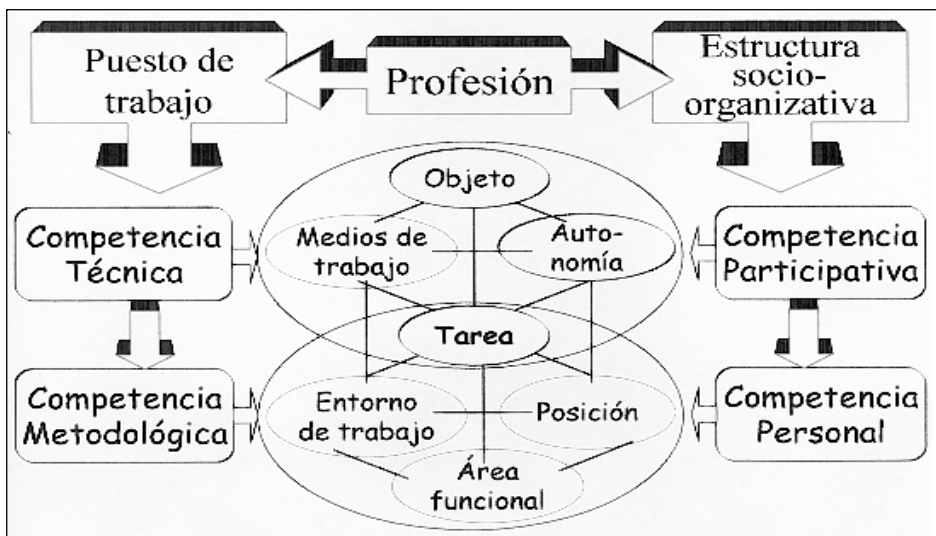 Puesto de
trabajo
Profesión
Estructura
socio-
organizativa
Objeto
Competencia
Técnica
Medios de
trabajo
Auto-
nomía
Competencia
Participativa
Tarea
Competencia
Metodológica
Entorno
de trabajo
Posición
Competencia
Personal
Área
funcional